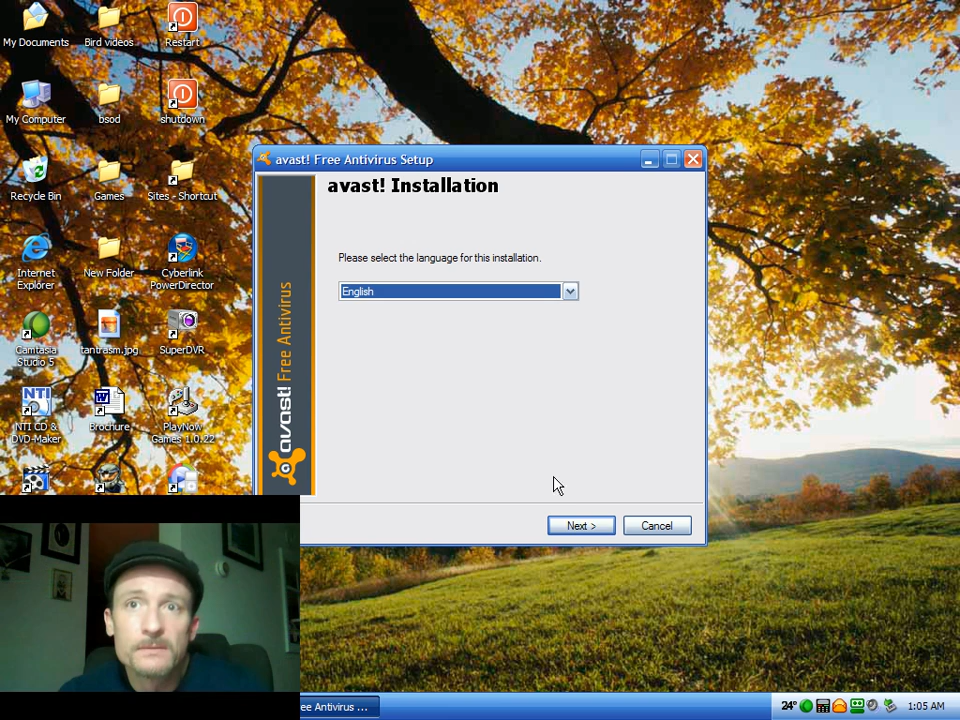 My Documents
Bird videos
Restart
My Computer
bsod
shutdown
Recycle Bin
Games
Sites - Shortcut
Internet
Explorer
New Folder
Cyberlink
PowerDirector
Camtasia
Studio 5
tantrasm.jpg
SuperDVR
NTI
NTI CD &
DVD-Maker
Brochure
PlayNow
Games 1.0.22
avast! Free Antivirus Setup
avast! Installation
Please select the language for this installation.
English
avast! Free Antivirus
Next >
Cancel
ee Antivirus ...
24°
1:05 AM